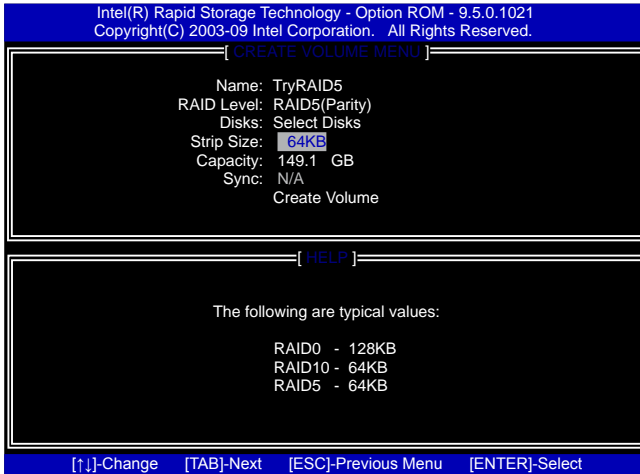 Intel(R) Rapid Storage Technology - Option ROM - 9.5.0.1021
Copyright(C) 2003-09 Intel Corporation. All Rights Reserved.
[ CREATE VOLUME MENU ]
Name: TryRAID5
RAID Level: RAID5(Parity)
Disks: Select Disks
Strip Size: 64KB
Capacity: 149.1 GB
Sync: N/A
Create Volume
[ HELP ]
The following are typical values:
RAID0 - 128KB
RAID10 - 64KB
RAID5 - 64KB
[↑↓]-Change [TAB]-Next [ESC]-Previous Menu [ENTER]-Select